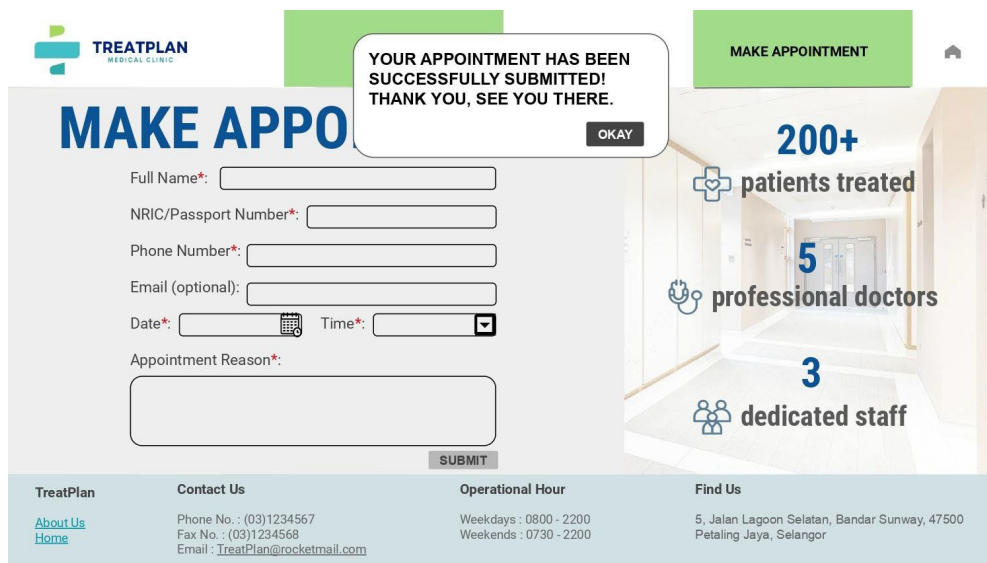 TREATPLAN
MEDICAL CLINIC
YOUR APPOINTMENT HAS BEEN
SUCCESSFULLY SUBMITTED!
THANK YOU, SEE YOU THERE.
OKAY
MAKE APPOINTMENT
MAKE APPO
Full Name*:
NRIC/Passport Number*:
Phone Number*:
Email (optional):
Date*: Time*:
Appointment Reason*:
SUBMIT
200+
patients treated
5
professional doctors
3
dedicated staff
TreatPlan
About Us
Home
Contact Us
Phone No. : (03)1234567
Fax No. : (03)1234568
Email : TreatPlan@rocketmail.com
Operational Hour
Weekdays : 0800 - 2200
Weekends : 0730 - 2200
Find Us
5, Jalan Lagoon Selatan, Bandar Sunway, 47500
Petaling Jaya, Selangor